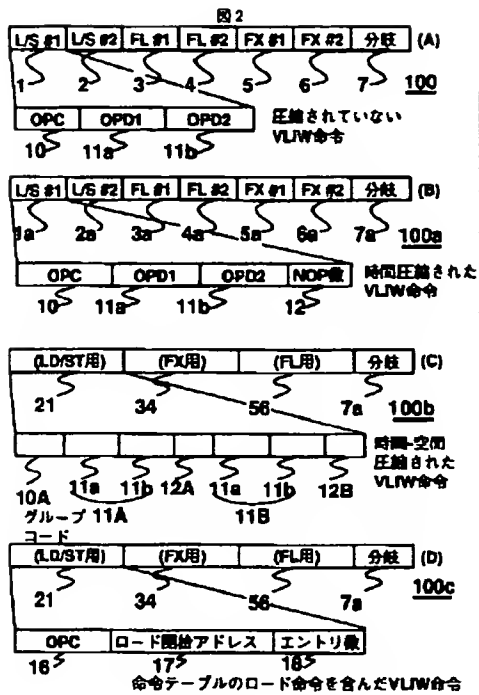 図2
L/S #1 L/S #2 FL #1 FL #2 FX #1 FX #2 分岐 (A)
1 2 3 4 5 6 7 100
OPC OPD1 OPD2 圧縮されていない
VLIW命令
10 11a 11b
L/S #1 L/S #2 FL #1 FL #2 FX #1 FX #2 分岐 (B)
1a 2a 3a 4a 5a 6a 7a 100a
OPC OPD1 OPD2 NOP数 時間圧縮された
VLIW命令
10 11a 11b 12
(LD/ST用) (FX用) (FL用) 分岐 (C)
21 34 56 7a 100b
時間-空間
圧縮された
VLIW命令
10A 11a 11b 12A 11a 11b 12B
グループ 11A 11B
コード
(LD/ST用) (FX用) (FL用) 分岐 (D)
21 34 56 7a 100c
OPC ロード開始アドレス エントリ数
16 17 18
命令テーブルのロード命令を含んだVLIW命令